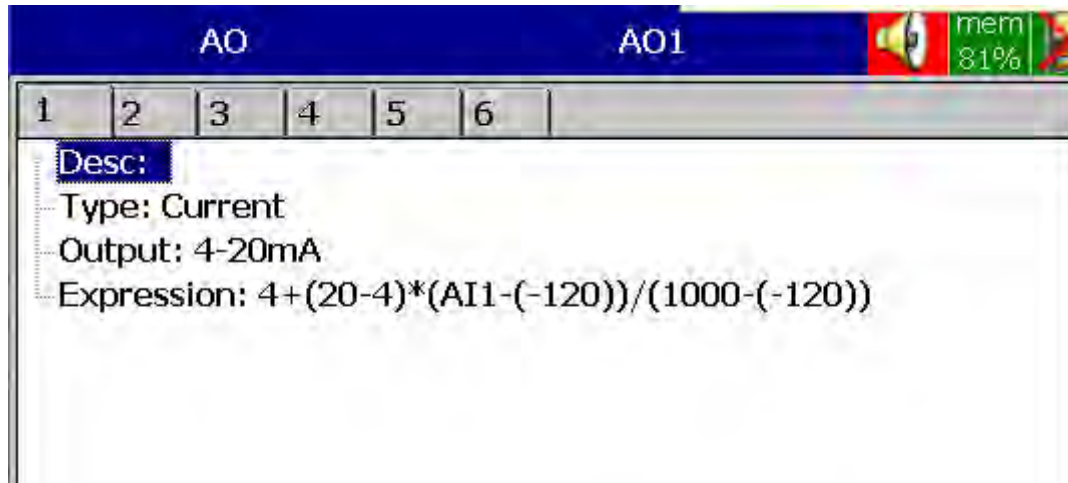 AO AO1 mem
81%
1 2 3 4 5 6
Desc:
Type: Current
Output: 4-20mA
Expression: 4+(20-4)*(AI1-(-120))/(1000-(-120))